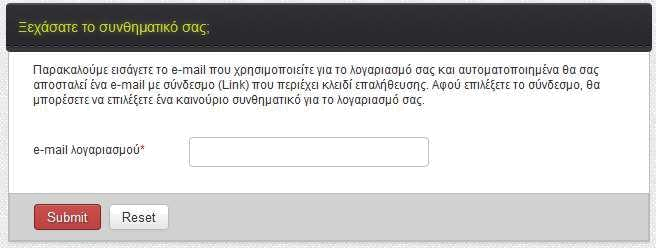 Ξεχάσατε το συνθηματικό σας;
Παρακαλούμε εισάγετε το e-mail που χρησιμοποιείτε για το λογαριασμό σας και αυτοματοποιημένα θα σας
αποσταλεί ένα e-mail με σύνδεσμο (Link) που περιέχει κλειδί επαλήθευσης. Αφού επιλέξετε το σύνδεσμο, θα
μπορέσετε να επιλέξετε ένα καινούριο συνθηματικό για το λογαριασμό σας.
e-mail λογαριασμού*
Submit Reset